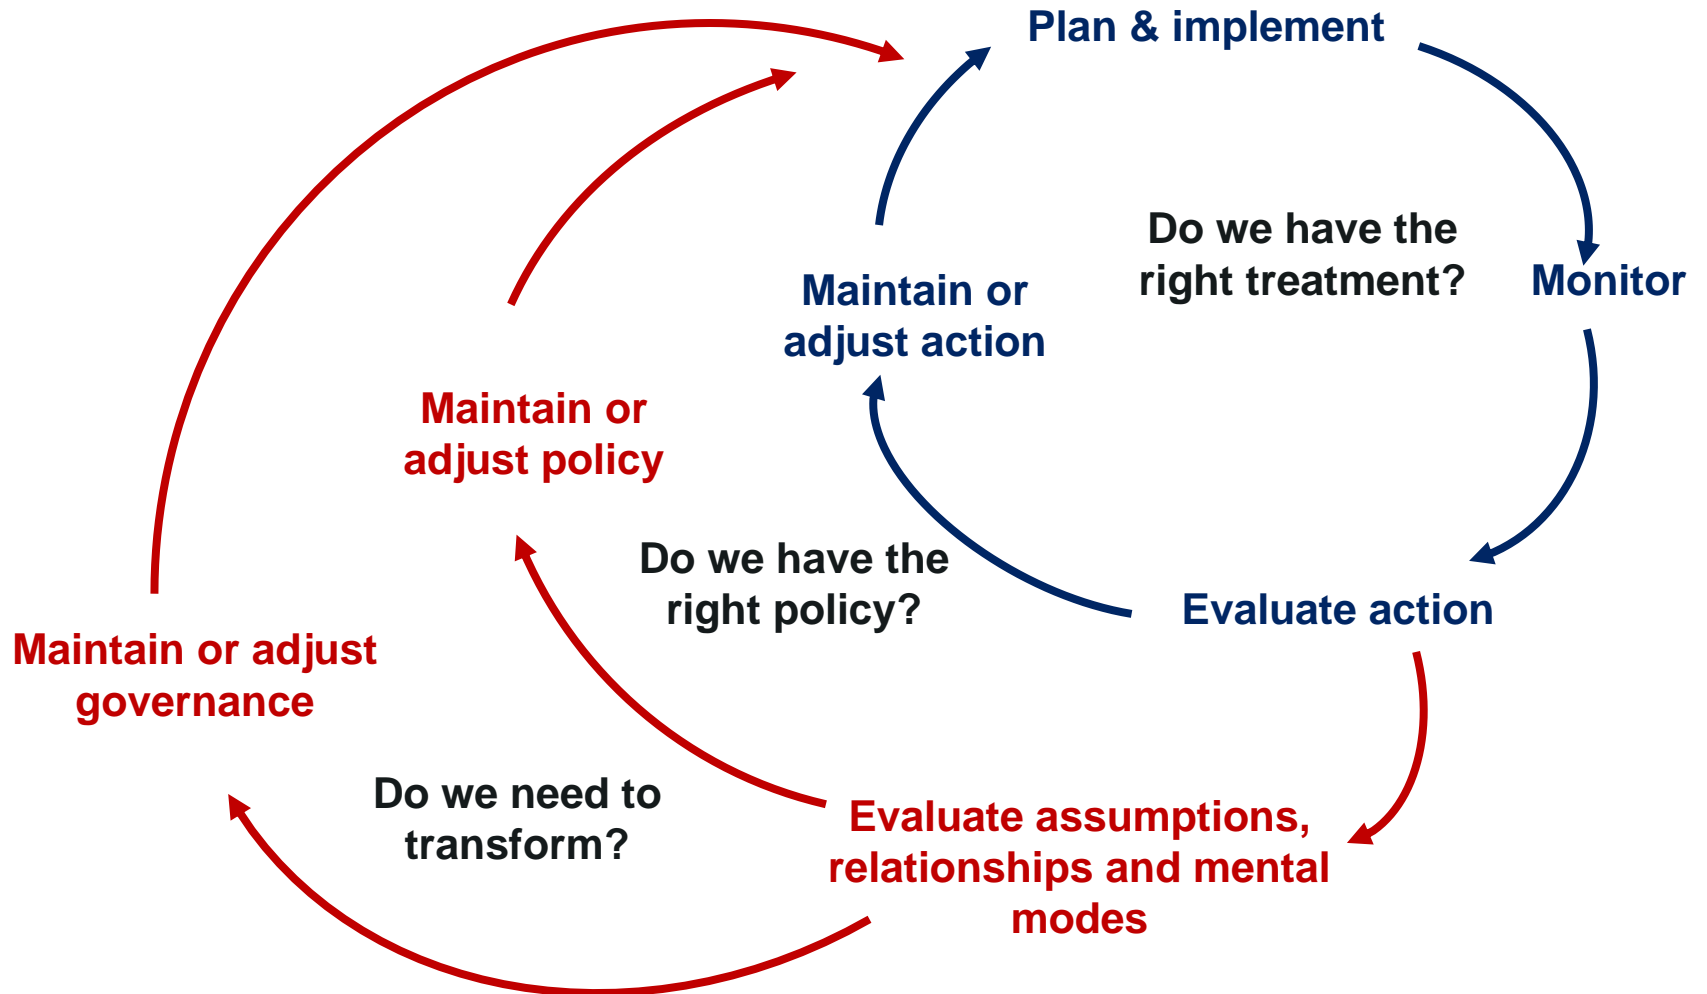 Plan & implement
Do we have the
right treatment?
Monitor
Maintain or
adjust action
Maintain or
adjust policy
Do we have the
right policy?
Evaluate action
Maintain or adjust
governance
Do we need to
transform?
Evaluate assumptions,
relationships and mental
modes